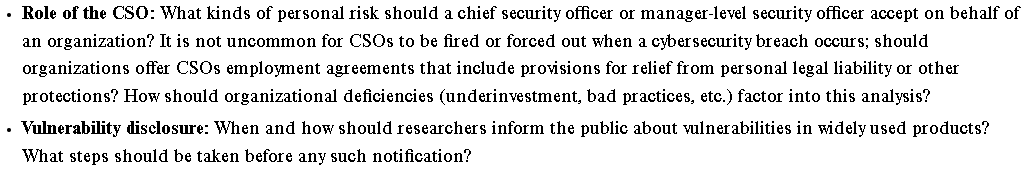 • Role of the CSO: What kinds of personal risk should a chief security officer or manager-level security officer accept on behalf of
an organization? It is not uncommon for CSOs to be fired or forced out when a cybersecurity breach occurs; should
organizations offer CSOs employment agreements that include provisions for relief from personal legal liability or other
protections? How should organizational deficiencies (underinvestment, bad practices, etc.) factor into this analysis?
• Vulnerability disclosure: When and how should researchers inform the public about vulnerabilities in widely used products?
What steps should be taken before any such notification?